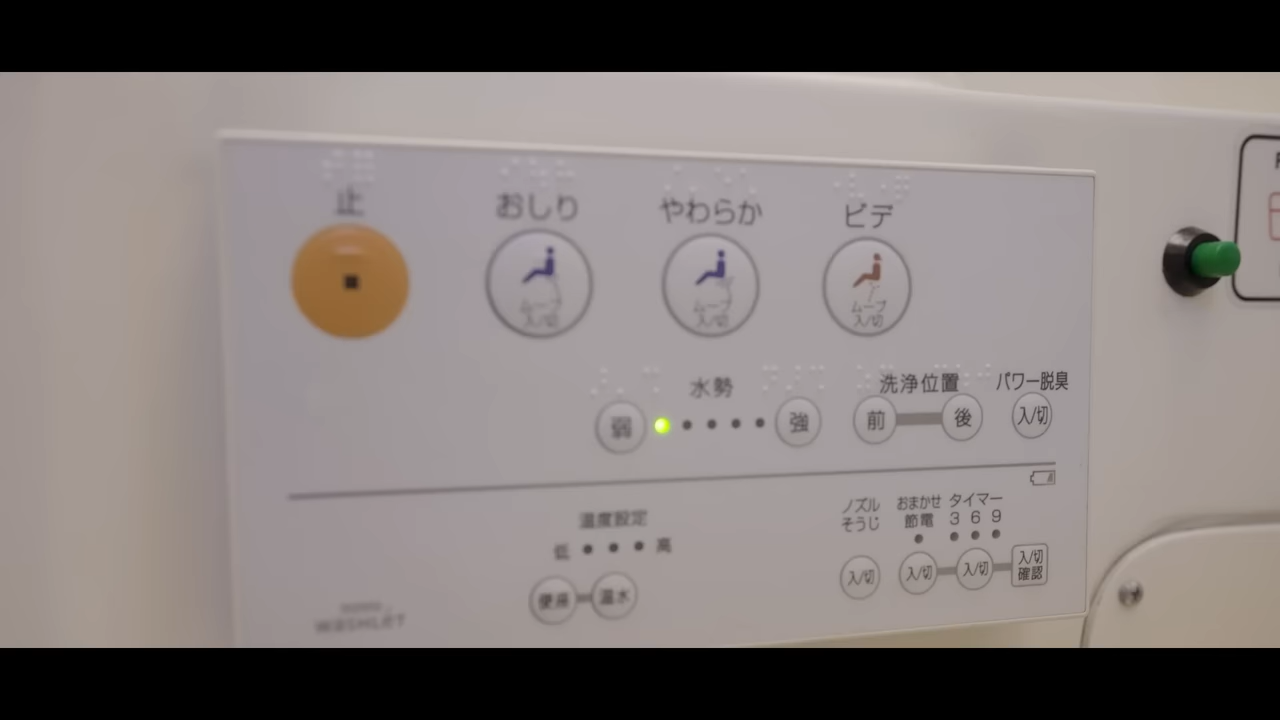 止
おしり
やわらか
ビデ
ムーブ
入/切
ムーブ
入/切
ムーブ
入/切
水勢
弱
強
洗浄位置
前
後
パワー脱臭
入/切
温度設定
低
高
便座
温水
ノズル
そうじ
入/切
おまかせ
節電
入/切
タイマー
3 6 9
入/切
入/切
確認
WASHLET